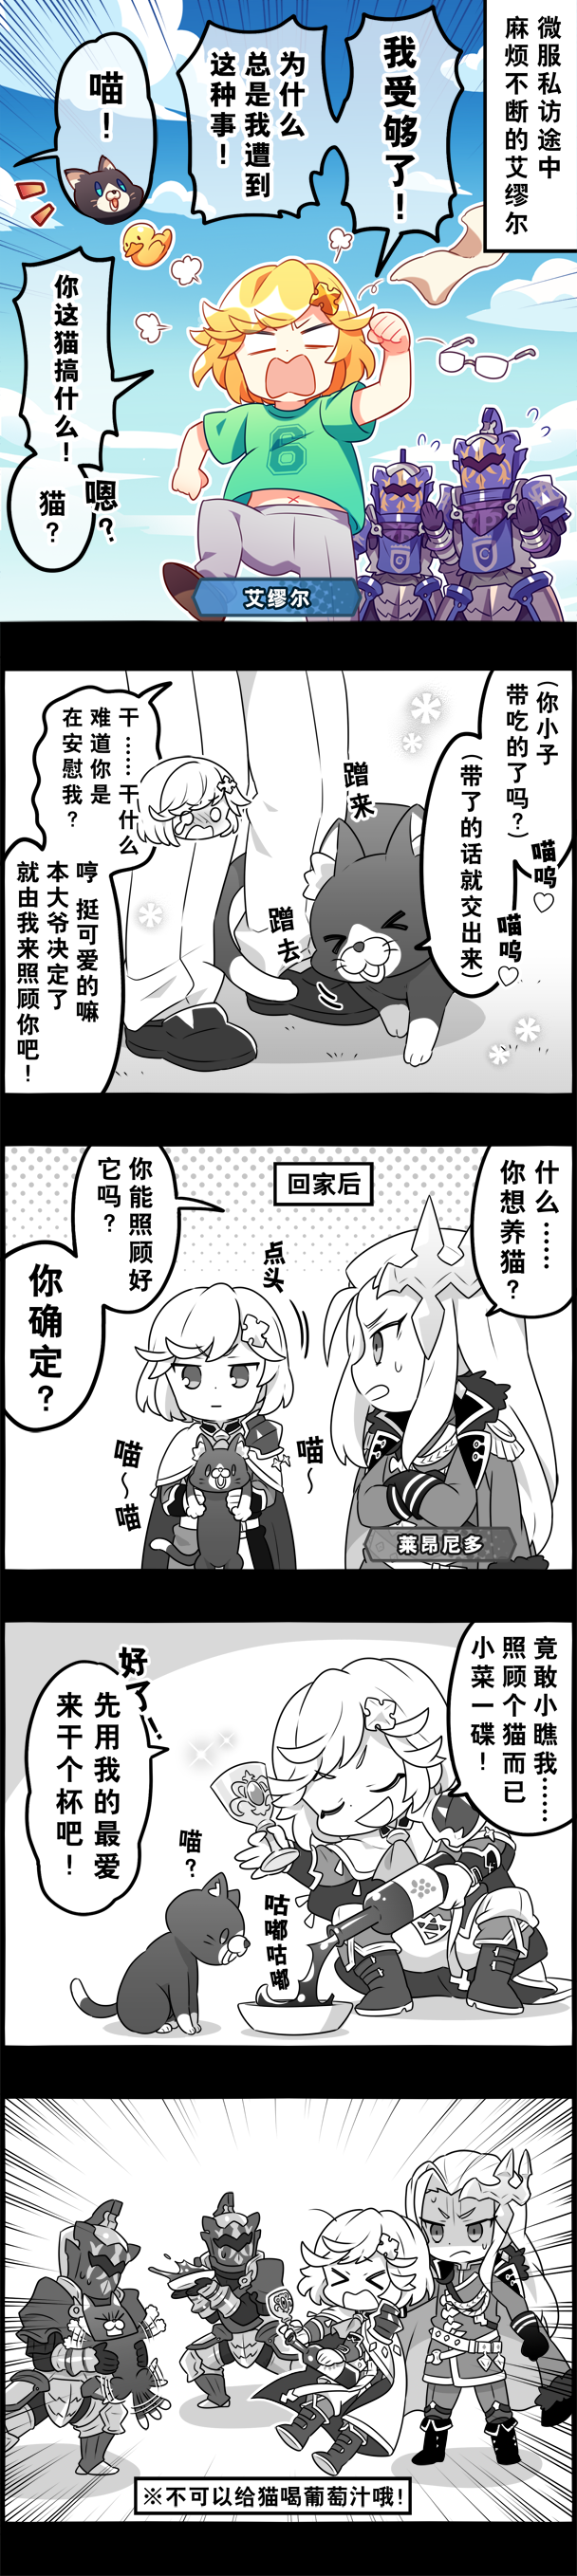 微服私访途中
麻烦不断的艾缪尔
我受够了！
为什么
总是我遭到
这种事！
喵！
你这猫搞什么！
嗯？
猫？
6
艾缪尔
（你小子
带吃的了吗？）
喵呜♡
（带了的话就交出来）
喵呜♡
蹭来
蹭去
干……干什么
难道你是
在安慰我？
哼 挺可爱的嘛
本大爷决定了
就由我来照顾你吧！
什么……
你想养猫？
回家后
点头
你能照顾好
它吗？
你确定？
喵～
喵～喵
莱昂尼多
竟敢小瞧我……
照顾个猫而已
小菜一碟！
好了！
先用我的最爱
来干个杯吧！
喵？
咕嘟咕嘟
※不可以给猫喝葡萄汁哦!